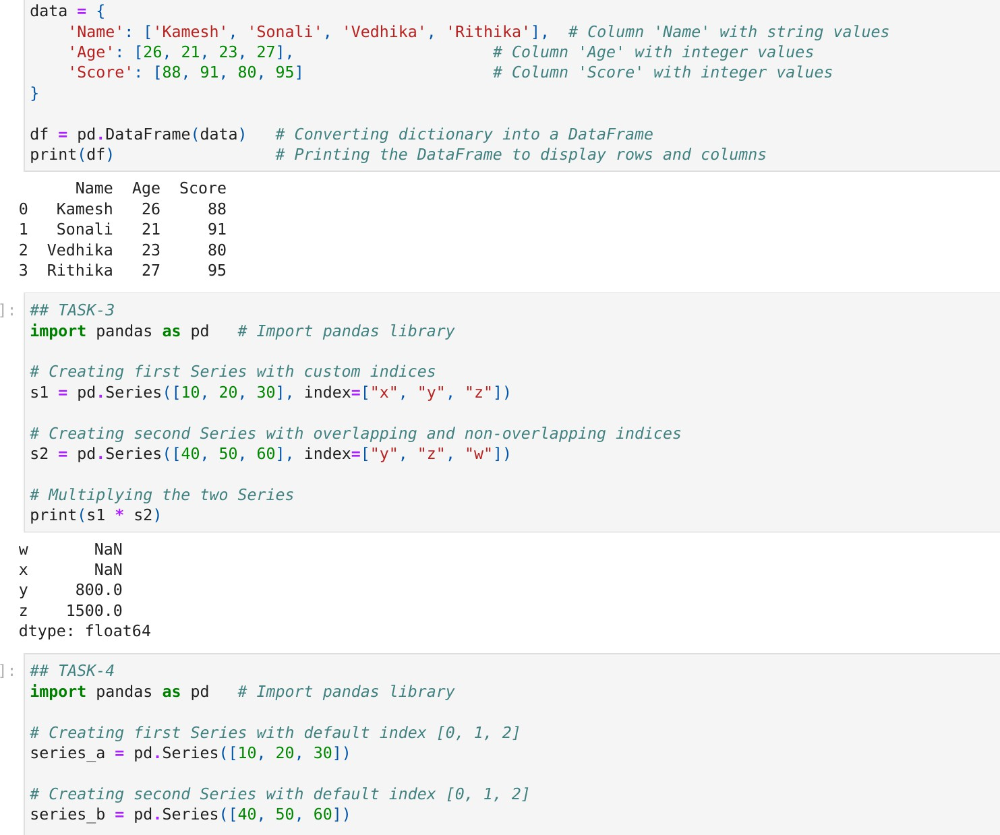 data = {
    'Name': ['Kamesh', 'Sonali', 'Vedhika', 'Rithika'],  # Column 'Name' with string values
    'Age': [26, 21, 23, 27],                     # Column 'Age' with integer values
    'Score': [88, 91, 80, 95]                    # Column 'Score' with integer values
}
df = pd.DataFrame(data)   # Converting dictionary into a DataFrame
print(df)                 # Printing the DataFrame to display rows and columns
      Name  Age  Score
0   Kamesh   26     88
1   Sonali   21     91
2  Vedhika   23     80
3  Rithika   27     95
]: ## TASK-3
import pandas as pd   # Import pandas library
# Creating first Series with custom indices
s1 = pd.Series([10, 20, 30], index=["x", "y", "z"])
# Creating second Series with overlapping and non-overlapping indices
s2 = pd.Series([40, 50, 60], index=["y", "z", "w"])
# Multiplying the two Series
print(s1 * s2)
w       NaN
x       NaN
y     800.0
z    1500.0
dtype: float64
]: ## TASK-4
import pandas as pd   # Import pandas library
# Creating first Series with default index [0, 1, 2]
series_a = pd.Series([10, 20, 30])
# Creating second Series with default index [0, 1, 2]
series_b = pd.Series([40, 50, 60])